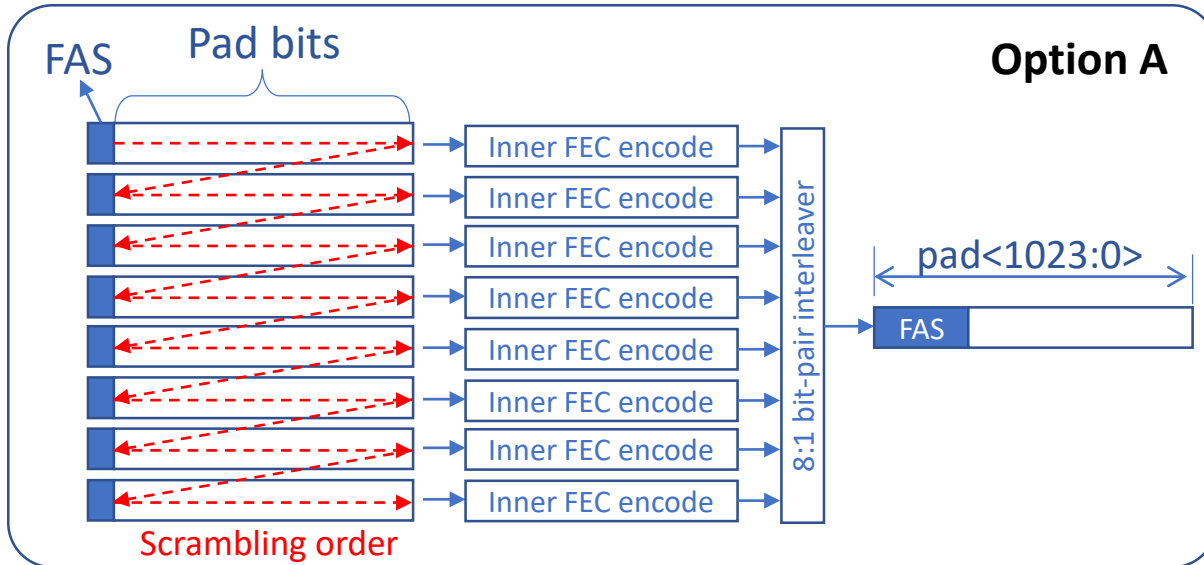 Option A
FAS
Pad bits
Inner FEC encode
Inner FEC encode
Inner FEC encode
Inner FEC encode
Inner FEC encode
Inner FEC encode
Inner FEC encode
Inner FEC encode
8:1 bit-pair interleaver
pad<1023:0>
FAS
Scrambling order